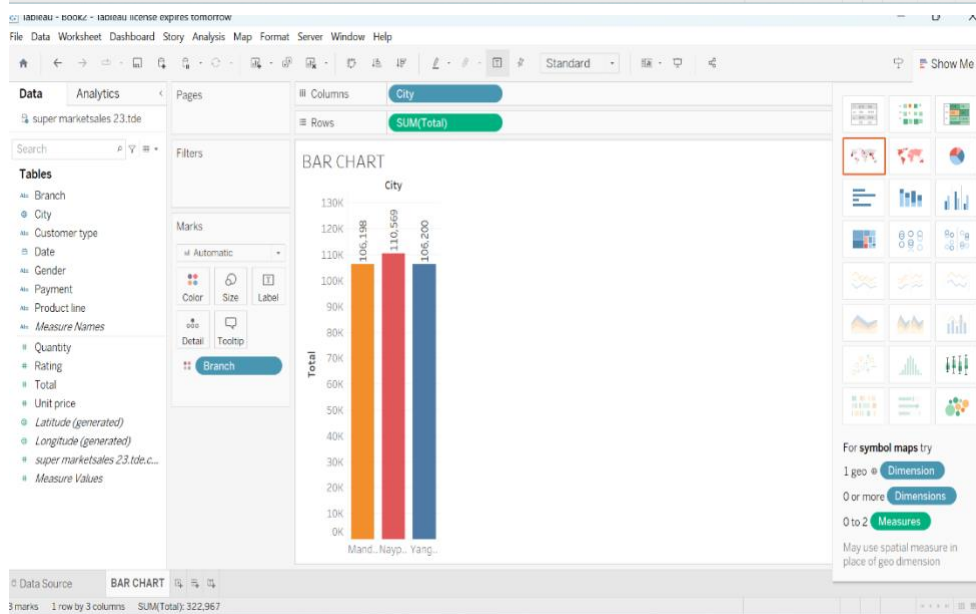 Tableau - Book2 - Tableau license expires tomorrow
File Data Worksheet Dashboard Story Analysis Map Format Server Window Help
Standard
Show Me
Data Analytics
super marketsales 23.tde
Search
Tables
Abc Branch
City
Abc Customer type
Date
Abc Gender
Abc Payment
Abc Product line
Abc Measure Names
# Quantity
# Rating
# Total
# Unit price
Latitude (generated)
Longitude (generated)
# super marketsales 23.tde.c...
# Measure Values
Pages
Filters
Marks
Automatic
Color Size Label
Detail Tooltip
Branch
Columns City
Rows SUM(Total)
BAR CHART
City
130K
120K
110K
100K
90K
80K
70K
60K
50K
40K
30K
20K
10K
0K
Total
106,198
110,569
106,200
Mand.. Nayp.. Yang..
For symbol maps try
1 geo Dimension
0 or more Dimensions
0 to 2 Measures
May use spatial measure in
place of geo dimension
Data Source BAR CHART
3 marks 1 row by 3 columns SUM(Total): 322,967